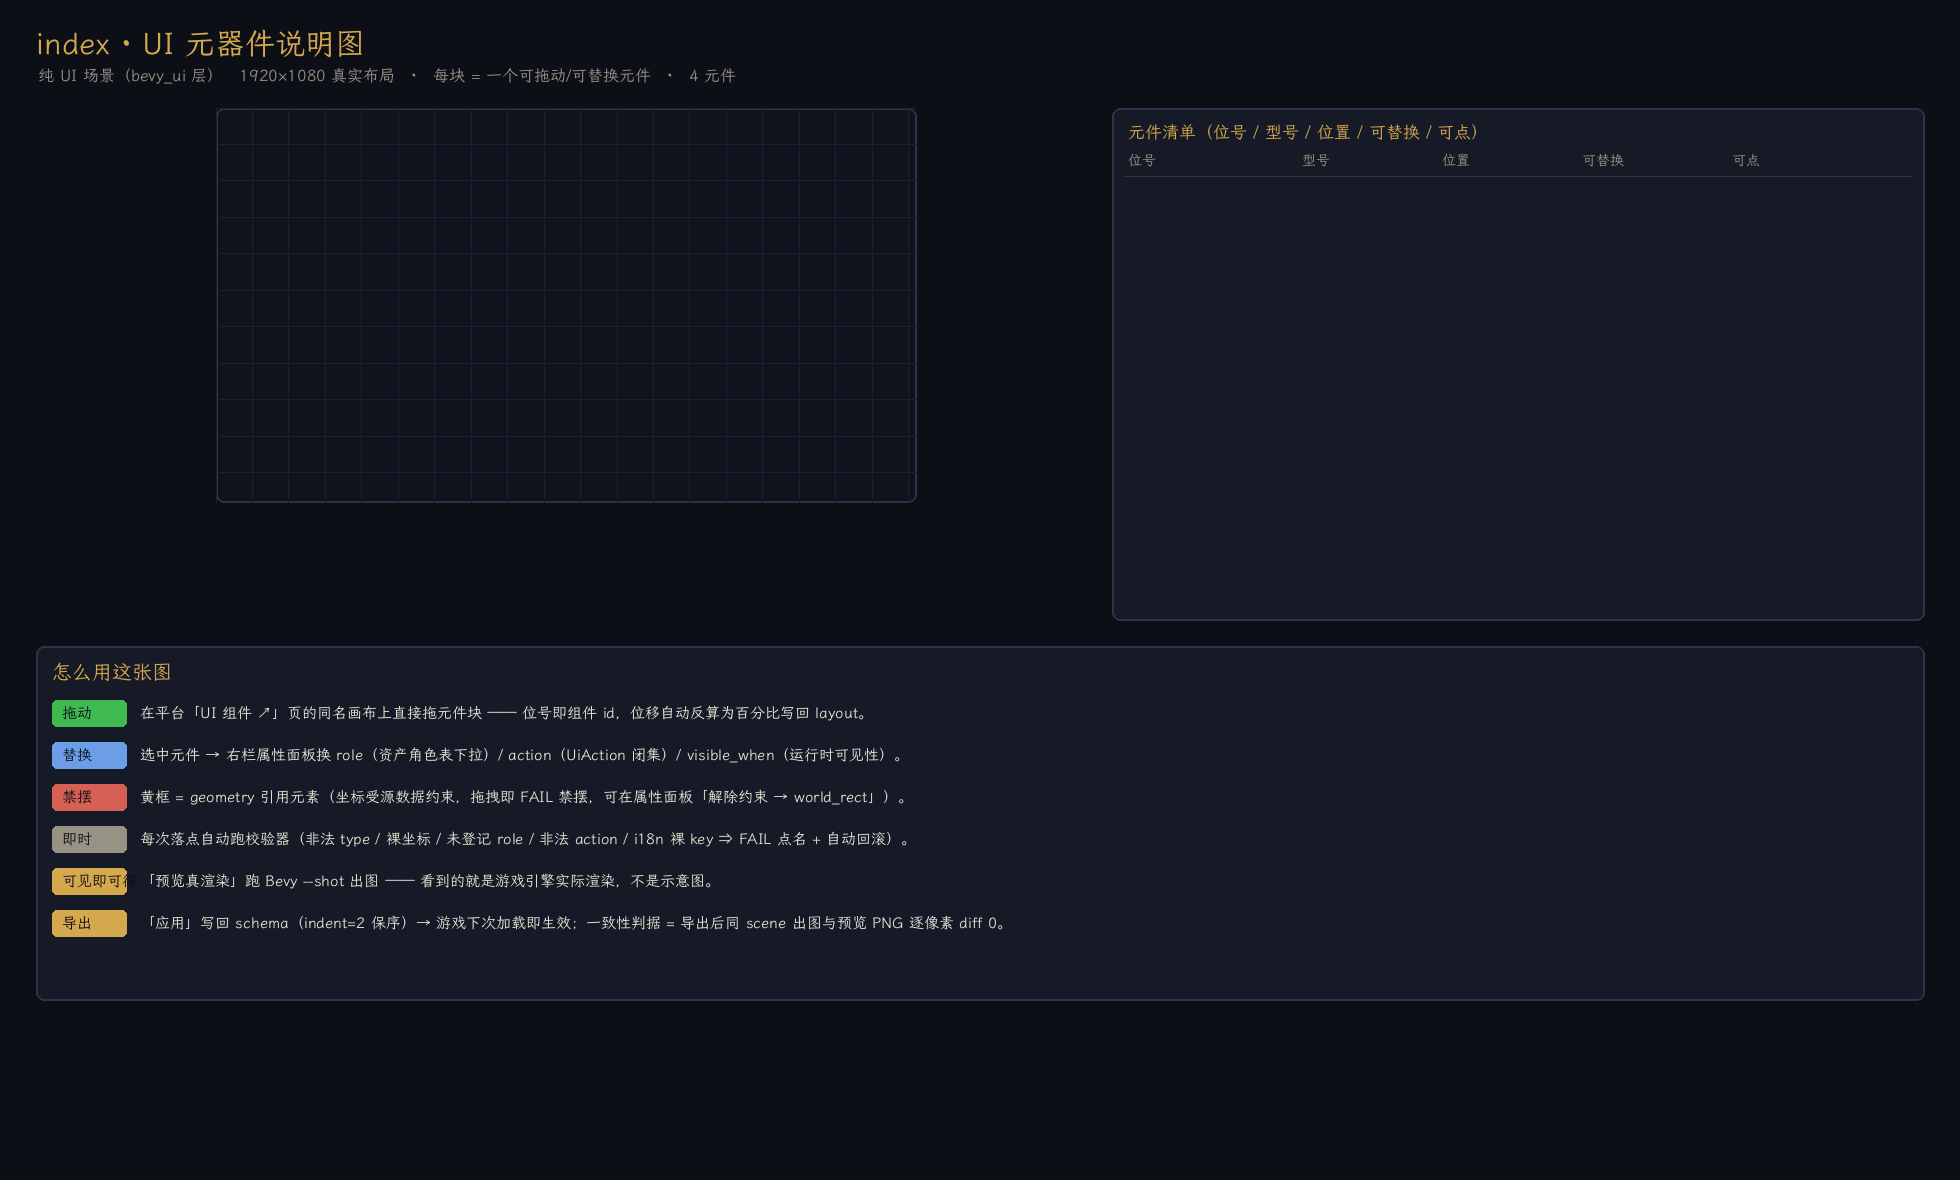 index · UI 元器件说明图
纯 UI 场景（bevy_ui 层） 1920×1080 真实布局 · 每块 = 一个可拖动/可替换元件 · 4 元件
元件清单（位号 / 型号 / 位置 / 可替换 / 可点）
位号 型号 位置 可替换 可点
怎么用这张图
拖动 在平台「UI 组件 ↗」页的同名画布上直接拖元件块 —— 位号即组件 id，位移自动反算为百分比写回 layout。
替换 选中元件 → 右栏属性面板换 role（资产角色表下拉）/ action（UiAction 闭集）/ visible_when（运行时可见性）。
禁摆 黄框 = geometry 引用元素（坐标受源数据约束，拖拽即 FAIL 禁摆，可在属性面板「解除约束 → world_rect」）。
即时 每次落点自动跑校验器（非法 type / 裸坐标 / 未登记 role / 非法 action / i18n 裸 key ⇒ FAIL 点名 + 自动回滚）。
可见即可得 「预览真渲染」跑 Bevy --shot 出图 —— 看到的就是游戏引擎实际渲染，不是示意图。
导出 「应用」写回 schema（indent=2 保序）→ 游戏下次加载即生效；一致性判据 = 导出后同 scene 出图与预览 PNG 逐像素 diff 0。